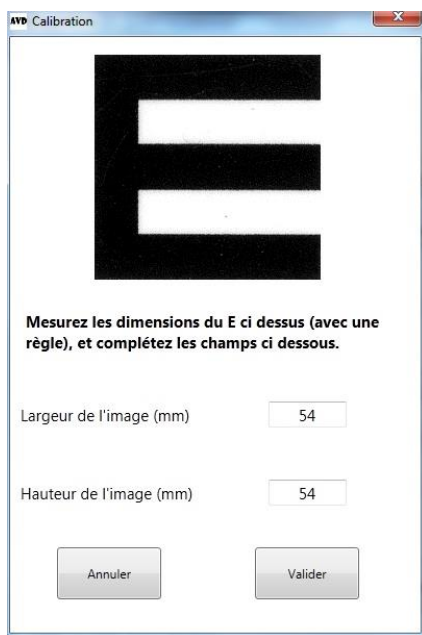 AVD Calibration
E
Mesurez les dimensions du E ci dessus (avec une
règle), et complétez les champs ci dessous.
Largeur de l'image (mm) 54
Hauteur de l'image (mm) 54
Annuler Valider